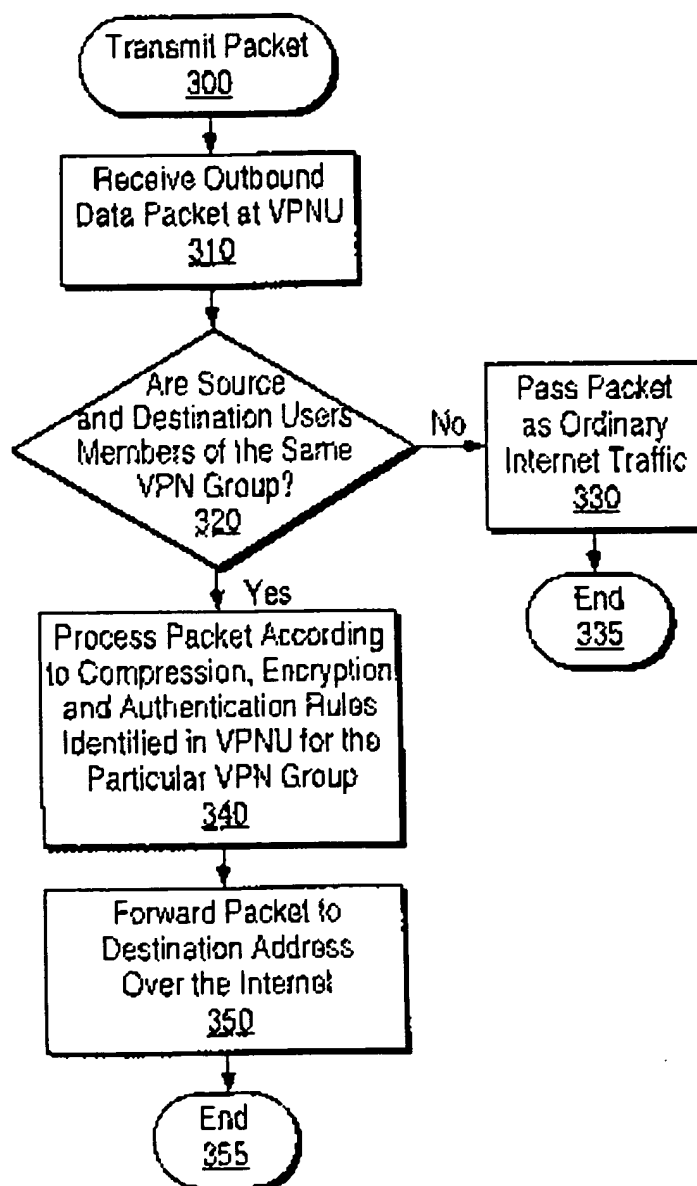 Transmit Packet
300
Receive Outbound
Data Packet at VPNU
310
Are Source
and Destination Users
Members of the Same
VPN Group?
320
No
Pass Packet
as Ordinary
Internet Traffic
330
End
335
Yes
Process Packet According
to Compression, Encryption
and Authentication Rules
Identified in VPNU for the
Particular VPN Group
340
Forward Packet to
Destination Address
Over the Internet
350
End
355